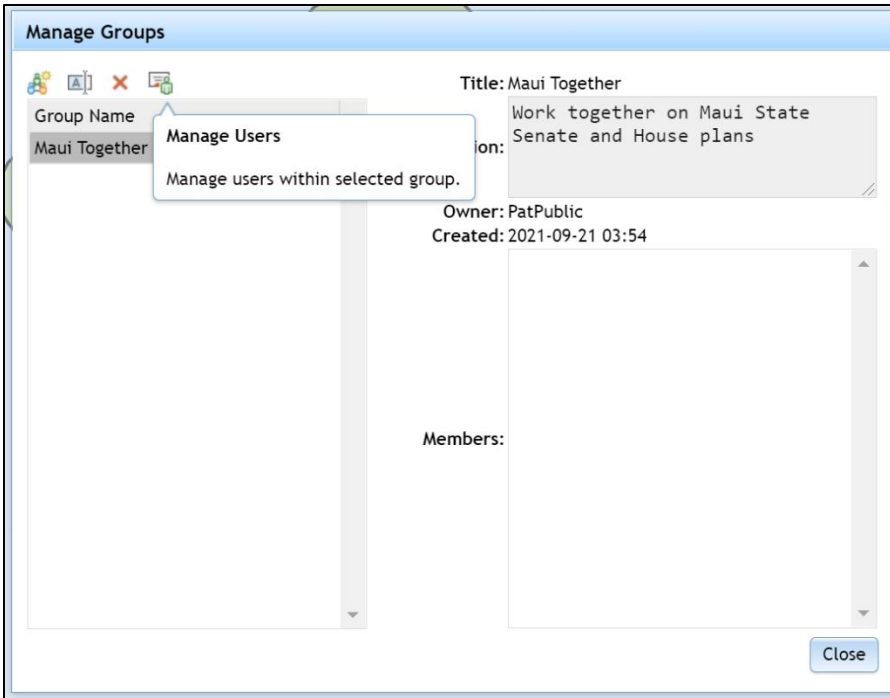 Manage Groups
Group Name
Maui Together
Manage Users
Manage users within selected group.
Title: Maui Together
ion: Work together on Maui State
Senate and House plans
Owner: PatPublic
Created: 2021-09-21 03:54
Members:
Close